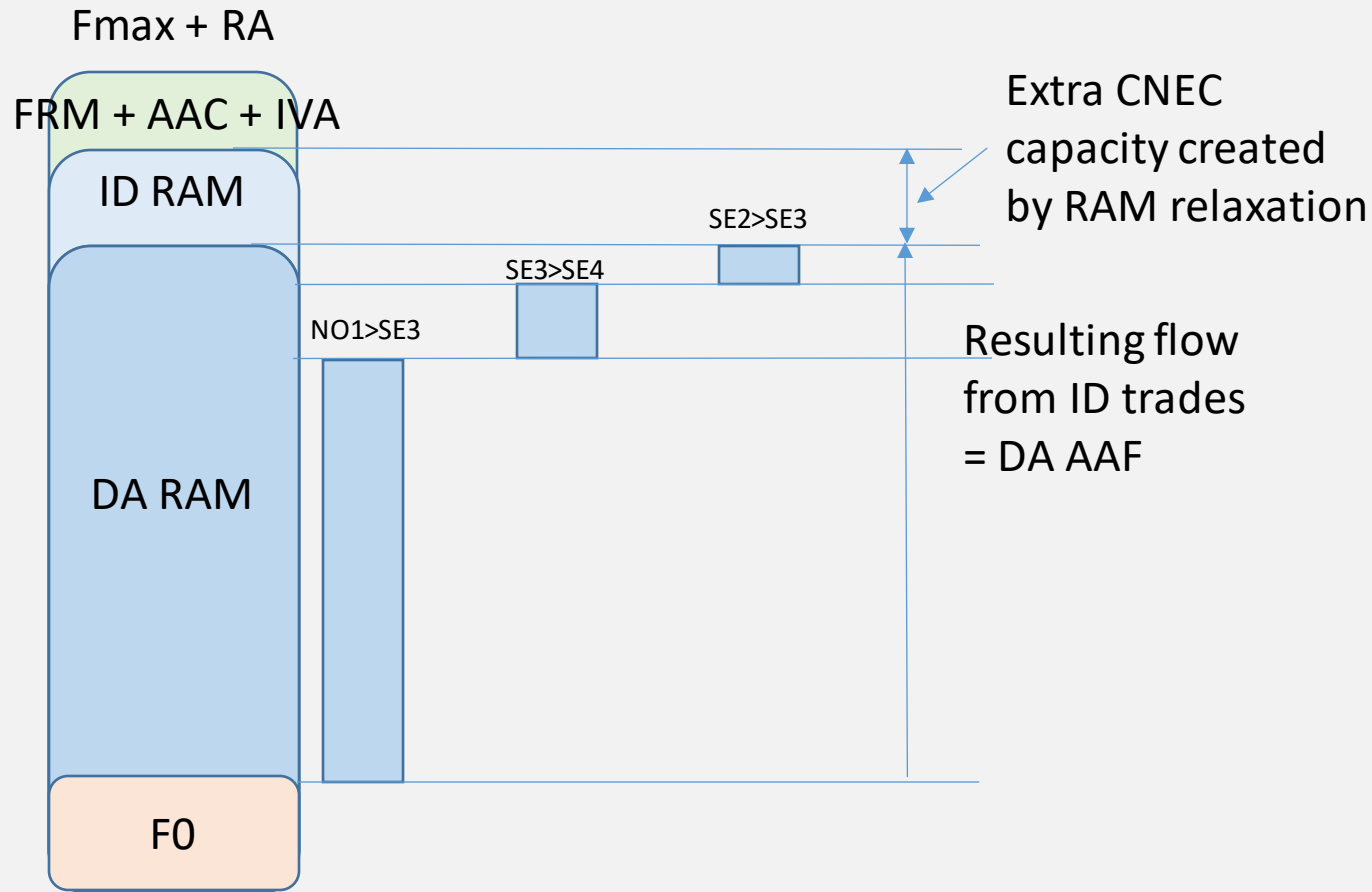 Fmax + RA
FRM + AAC + IVA
ID RAM
DA RAM
F0
NO1>SE3
SE3>SE4
SE2>SE3
Extra CNEC
capacity created
by RAM relaxation
Resulting flow
from ID trades
= DA AAF